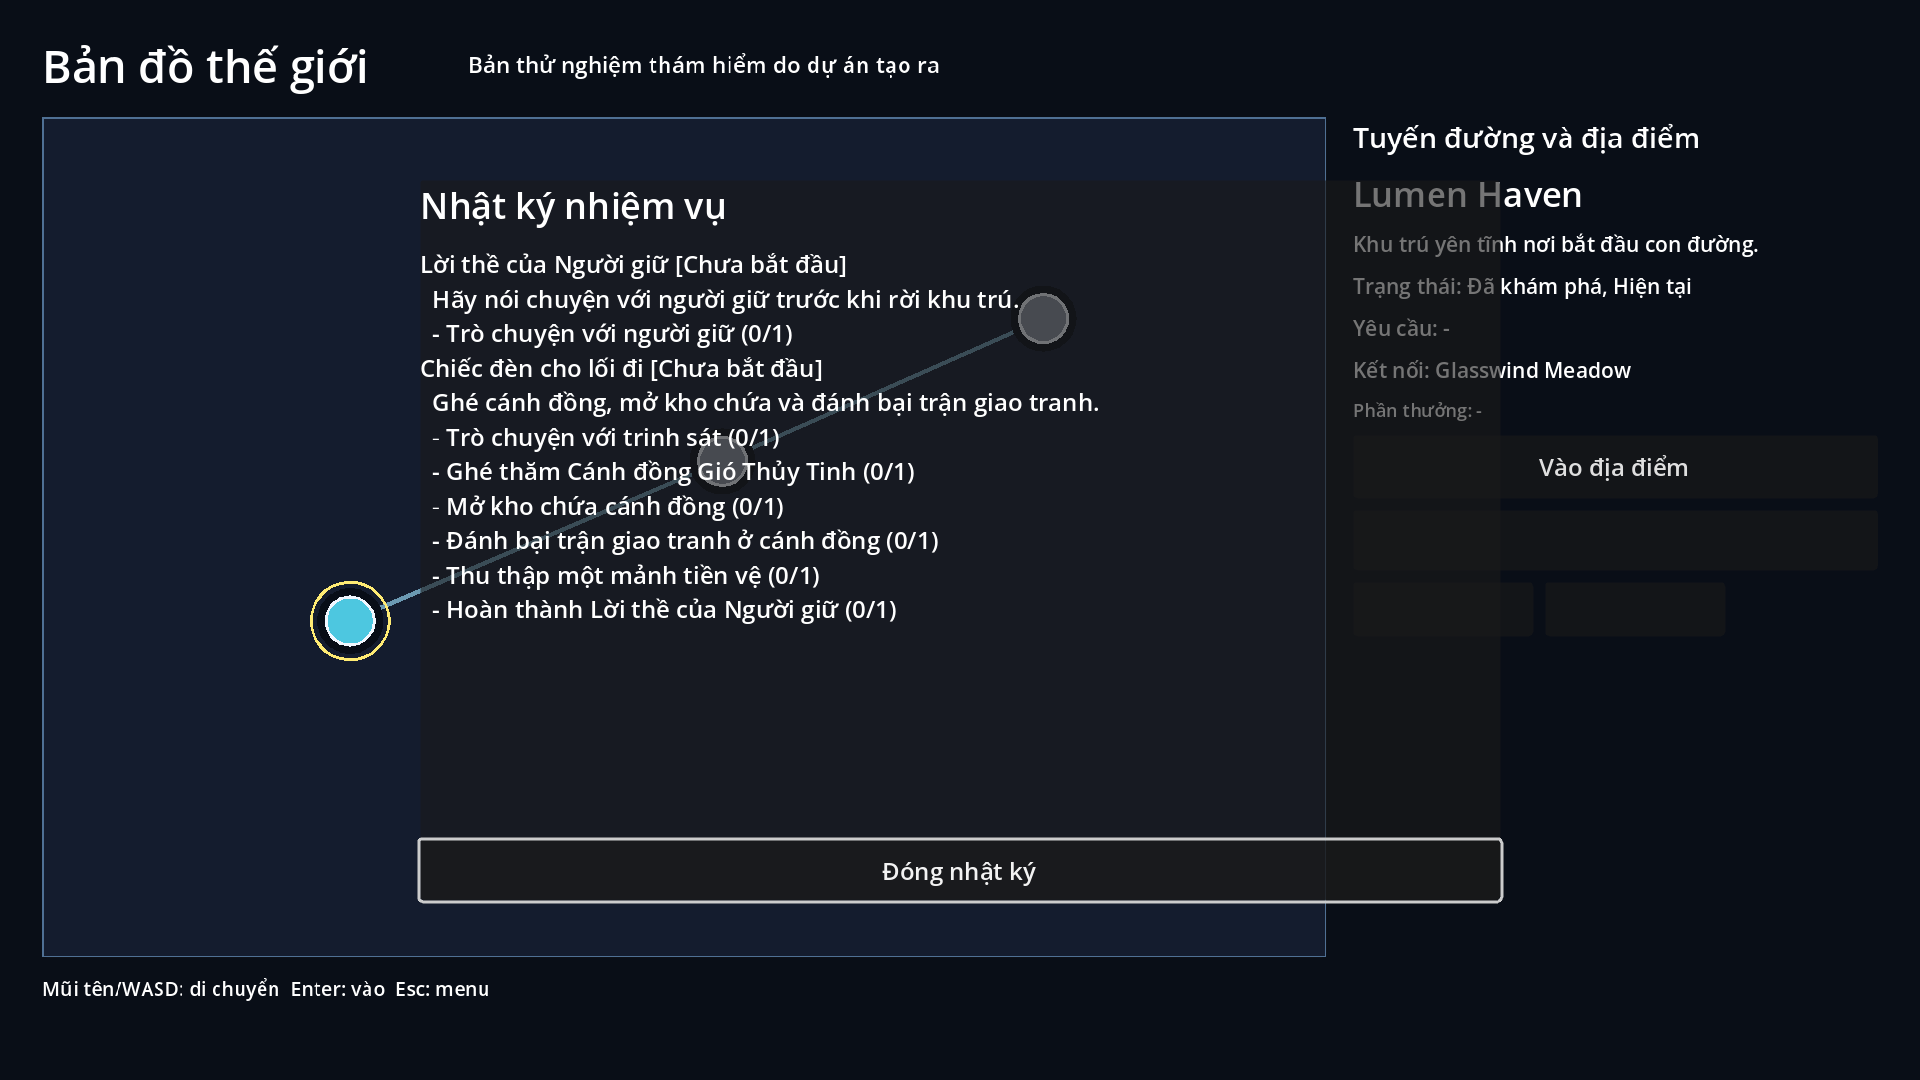 Bản đồ thế giới
Bản thử nghiệm thám hiểm do dự án tạo ra
Tuyến đường và địa điểm
Lumen Haven
Khu trú yên tĩnh nơi bắt đầu con đường.
Trạng thái: Đã khám phá, Hiện tại
Yêu cầu: -
Kết nối: Glasswind Meadow
Phần thưởng: -
Vào địa điểm
Nhật ký nhiệm vụ
Lời thề của Người giữ [Chưa bắt đầu]
Hãy nói chuyện với người giữ trước khi rời khu trú.
- Trò chuyện với người giữ (0/1)
Chiếc đèn cho lối đi [Chưa bắt đầu]
Ghé cánh đồng, mở kho chứa và đánh bại trận giao tranh.
- Trò chuyện với trinh sát (0/1)
- Ghé thăm Cánh đồng Gió Thủy Tinh (0/1)
- Mở kho chứa cánh đồng (0/1)
- Đánh bại trận giao tranh ở cánh đồng (0/1)
- Thu thập một mảnh tiền vệ (0/1)
- Hoàn thành Lời thề của Người giữ (0/1)
Đóng nhật ký
Mũi tên/WASD: di chuyển  Enter: vào  Esc: menu